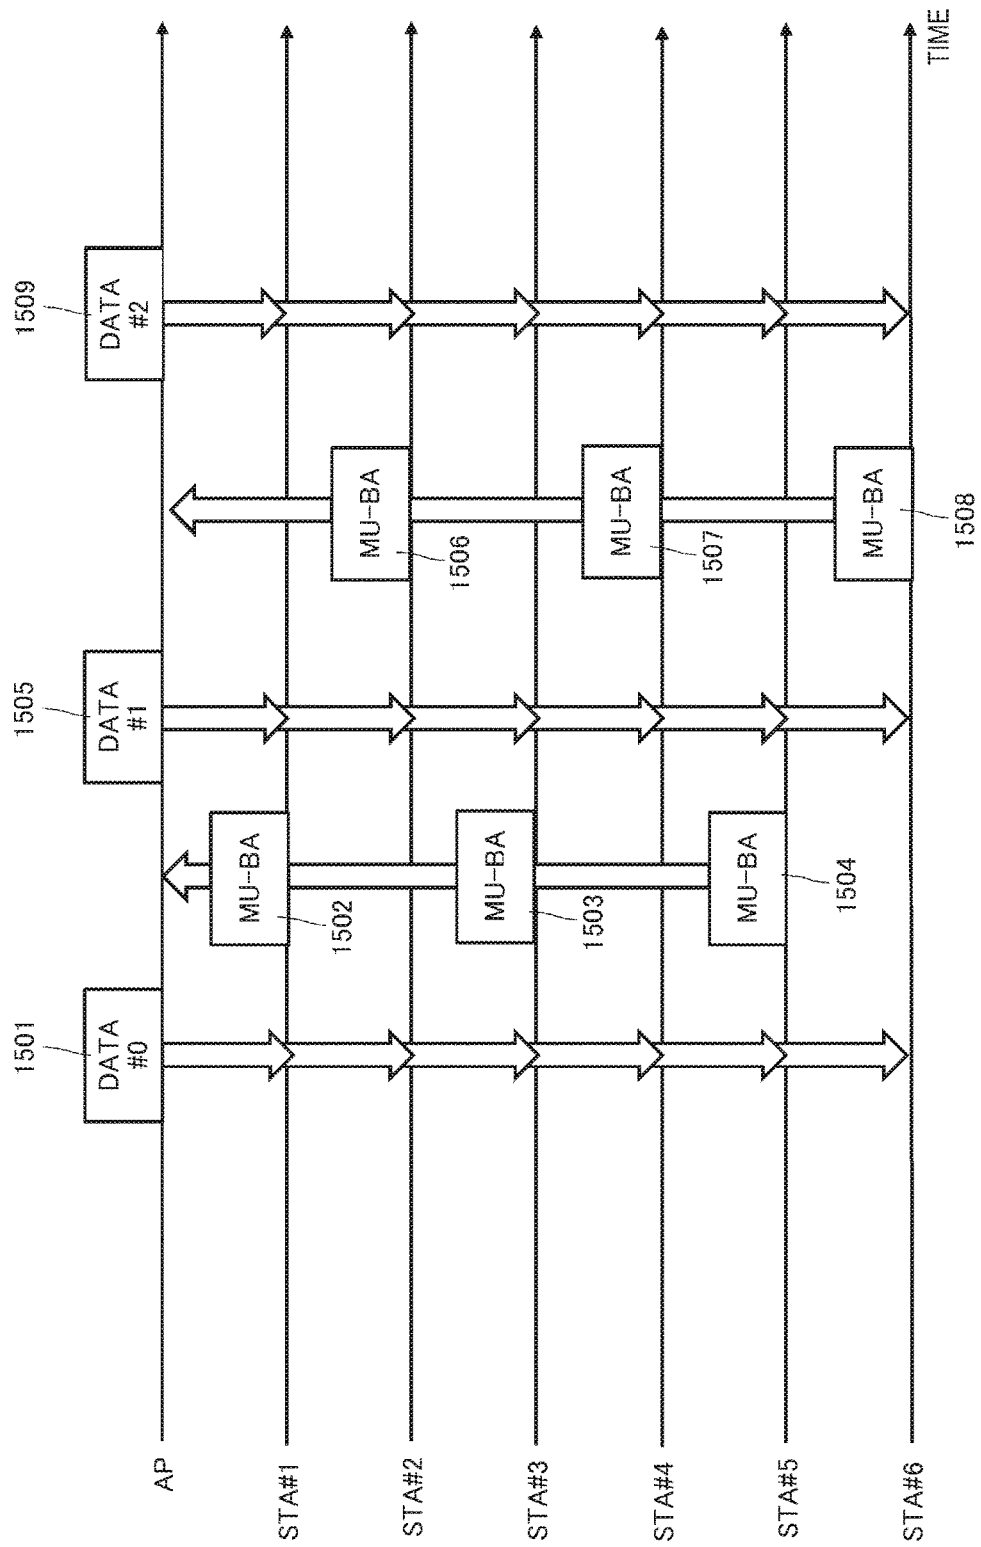 1501
1505
1509
DATA
#0
DATA
#1
DATA
#2
AP
MU-BA
1502
STA#1
MU-BA
1506
STA#2
MU-BA
1503
STA#3
MU-BA
1507
STA#4
MU-BA
1504
STA#5
MU-BA
1508
STA#6
TIME